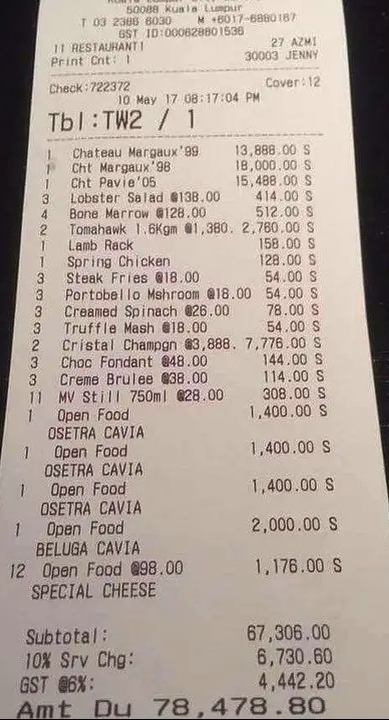 50088 Kuala Lumpur
T 03 2386 6030 M +6017-6880187
GST ID:000628801536
11 RESTAURANT1 27 AZMI
Print Cnt: 1 30003 JENNY
Check:722372 Cover:12
10 May 17 08:17:04 PM
Tbl:TW2 / 1
1 Chateau Margaux'99 13,888.00 S
1 Cht Margaux'98 18,000.00 S
1 Cht Pavie'05 15,488.00 S
3 Lobster Salad @138.00 414.00 S
4 Bone Marrow @128.00 512.00 S
2 Tomahawk 1.6Kgm @1,380. 2,760.00 S
1 Lamb Rack 158.00 S
1 Spring Chicken 128.00 S
3 Steak Fries @18.00 54.00 S
3 Portobello Mshroom @18.00 54.00 S
3 Creamed Spinach @26.00 78.00 S
3 Truffle Mash @18.00 54.00 S
2 Cristal Champgn @3,888. 7,776.00 S
3 Choc Fondant @48.00 144.00 S
3 Creme Brulee @38.00 114.00 S
11 MV Still 750ml @28.00 308.00 S
1 Open Food 1,400.00 S
OSETRA CAVIA
1 Open Food 1,400.00 S
OSETRA CAVIA
1 Open Food 1,400.00 S
OSETRA CAVIA
1 Open Food 2,000.00 S
BELUGA CAVIA
12 Open Food @98.00 1,176.00 S
SPECIAL CHEESE
Subtotal: 67,306.00
10% Srv Chg: 6,730.60
GST @6%: 4,442.20
Amt Du 78,478.80